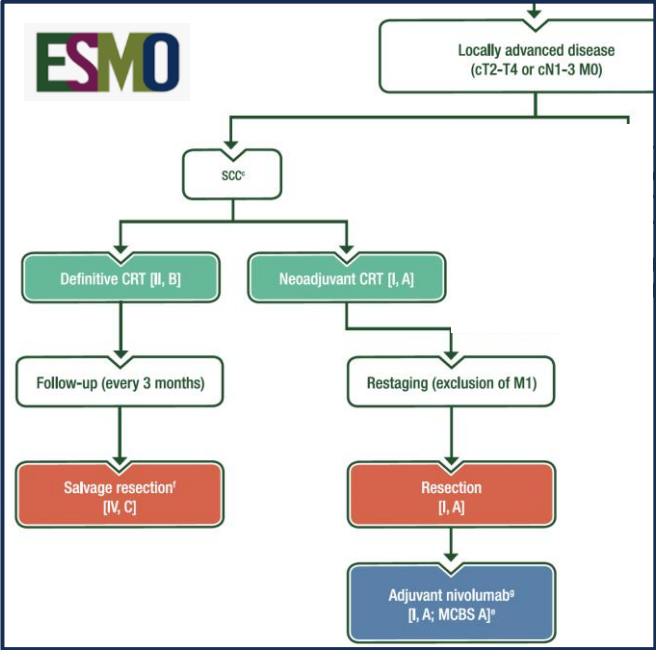 ESMO
Locally advanced disease
(cT2-T4 or cN1-3 M0)
SCCᶜ
Definitive CRT [II, B]
Neoadjuvant CRT [I, A]
Follow-up (every 3 months)
Restaging (exclusion of M1)
Salvage resectionᶠ
[IV, C]
Resection
[I, A]
Adjuvant nivolumabᵍ
[I, A; MCBS A]ᵉ